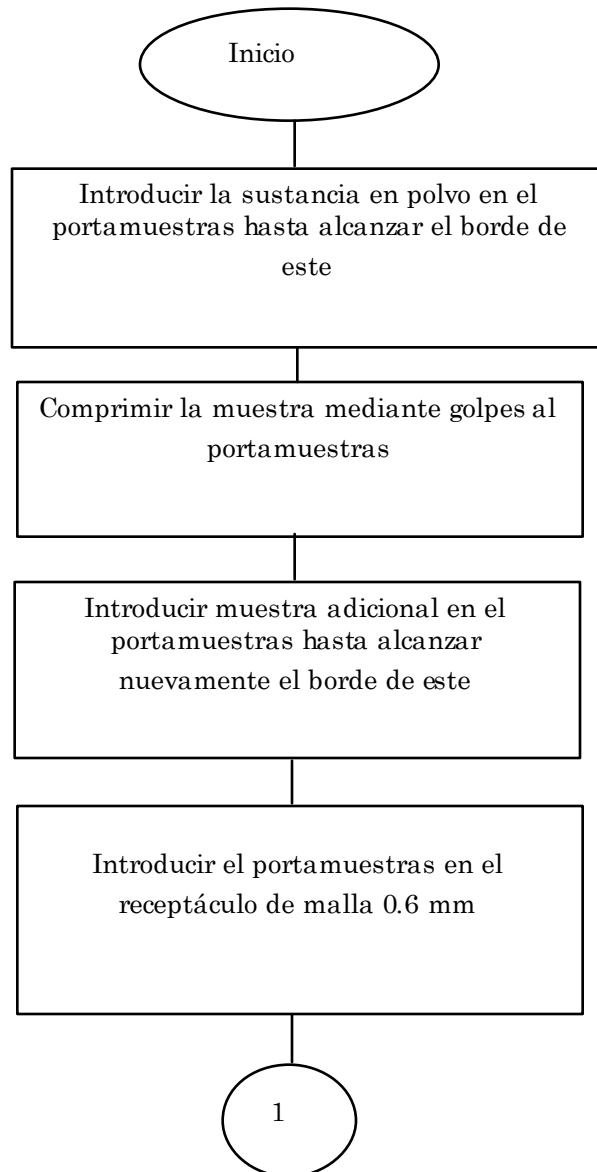 Inicio
Introducir la sustancia en polvo en el
portamuestras hasta alcanzar el borde de
este
Comprimir la muestra mediante golpes al
portamuestras
Introducir muestra adicional en el
portamuestras hasta alcanzar
nuevamente el borde de este
Introducir el portamuestras en el
receptáculo de malla 0.6 mm
1